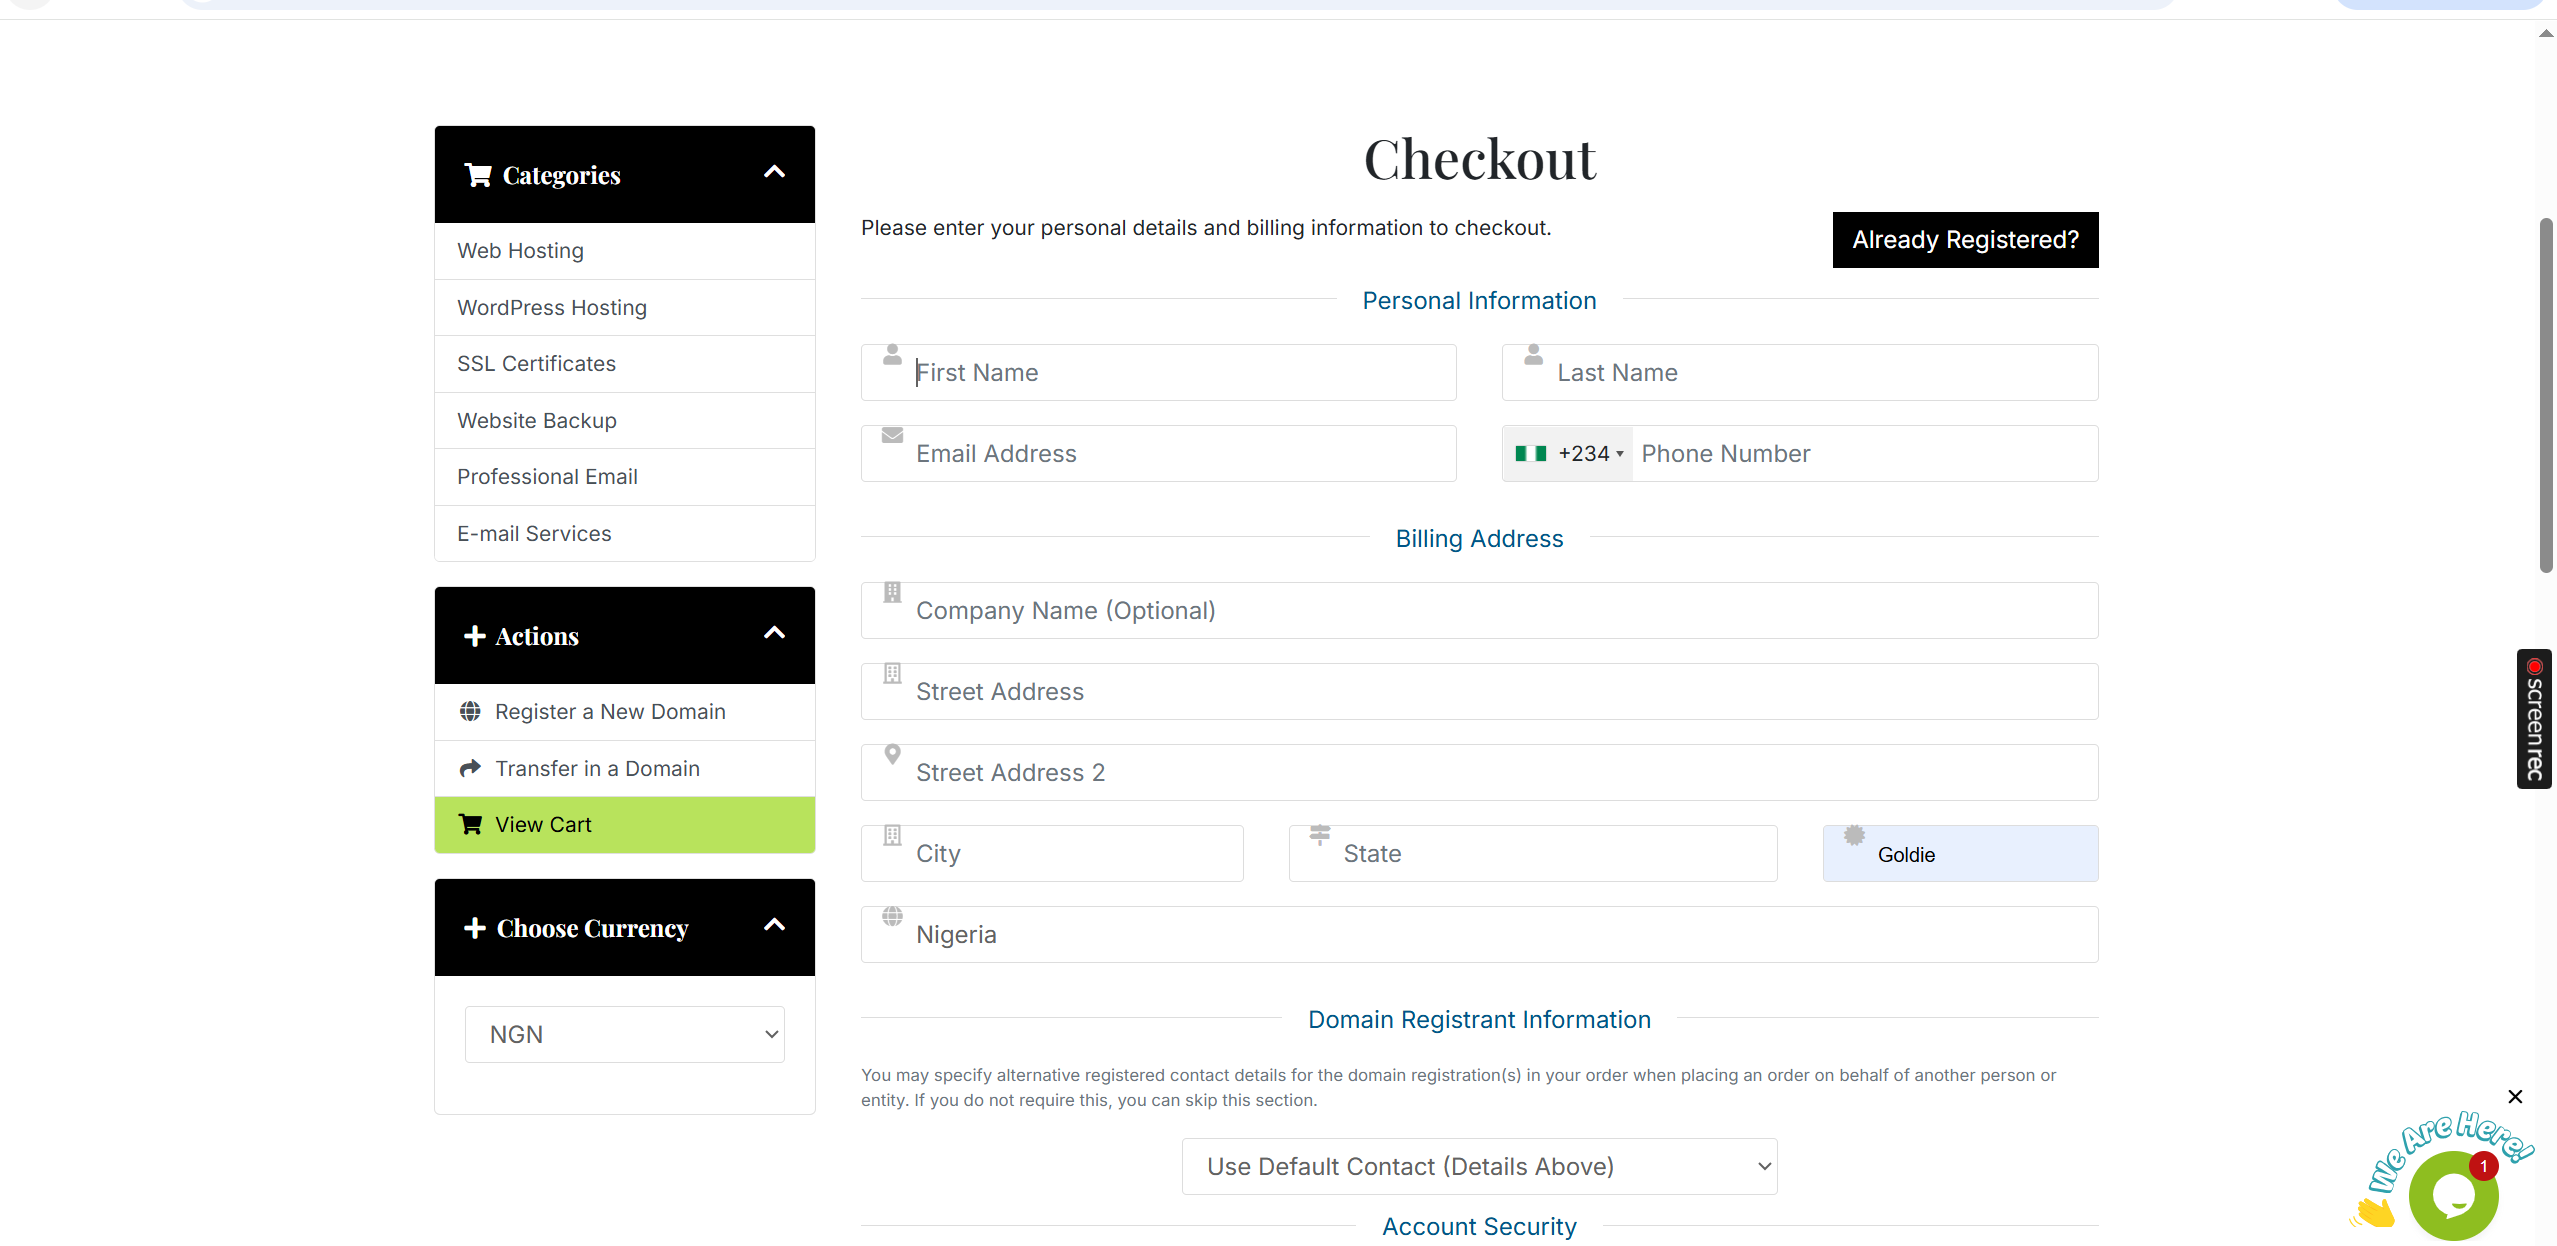 Categories
Web Hosting
WordPress Hosting
SSL Certificates
Website Backup
Professional Email
E-mail Services
Actions
Register a New Domain
Transfer in a Domain
View Cart
Choose Currency
NGN
Checkout
Please enter your personal details and billing information to checkout.
Already Registered?
Personal Information
First Name
Last Name
Email Address
+234
Phone Number
Billing Address
Company Name (Optional)
Street Address
Street Address 2
City
State
Goldie
Nigeria
Domain Registrant Information
You may specify alternative registered contact details for the domain registration(s) in your order when placing an order on behalf of another person or
entity. If you do not require this, you can skip this section.
Use Default Contact (Details Above)
Account Security
screenrec
We Are Here!
1